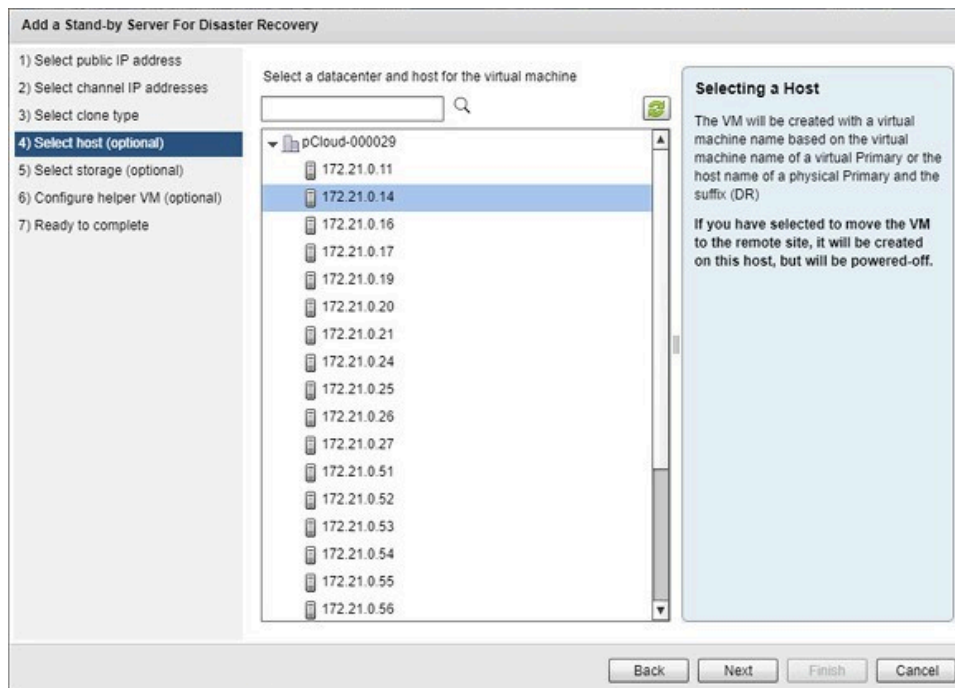 Add a Stand-by Server For Disaster Recovery
1) Select public IP address
2) Select channel IP addresses
3) Select clone type
4) Select host (optional)
5) Select storage (optional)
6) Configure helper VM (optional)
7) Ready to complete
Select a datacenter and host for the virtual machine
pCloud-000029
172.21.0.11
172.21.0.14
172.21.0.16
172.21.0.17
172.21.0.19
172.21.0.20
172.21.0.21
172.21.0.24
172.21.0.25
172.21.0.26
172.21.0.27
172.21.0.51
172.21.0.52
172.21.0.53
172.21.0.54
172.21.0.55
172.21.0.56
Selecting a Host
The VM will be created with a virtual
machine name based on the virtual
machine name of a virtual Primary or the
host name of a physical Primary and the
suffix (DR)
If you have selected to move the VM
to the remote site, it will be created
on this host, but will be powered-off.
Back
Next
Finish
Cancel